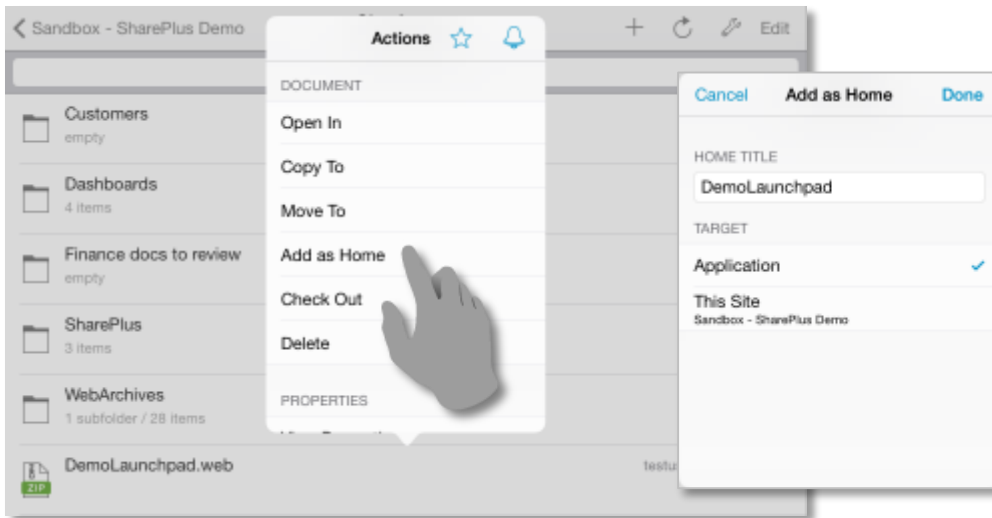 Sandbox - SharePlus Demo
Edit
Customers
empty
Dashboards
4 items
Finance docs to review
empty
SharePlus
3 items
WebArchives
1 subfolder / 28 items
DemoLaunchpad.web
ZIP
Actions
DOCUMENT
Open In
Copy To
Move To
Add as Home
Check Out
Delete
PROPERTIES
Cancel Add as Home Done
HOME TITLE
DemoLaunchpad
TARGET
Application
This Site
Sandbox - SharePlus Demo